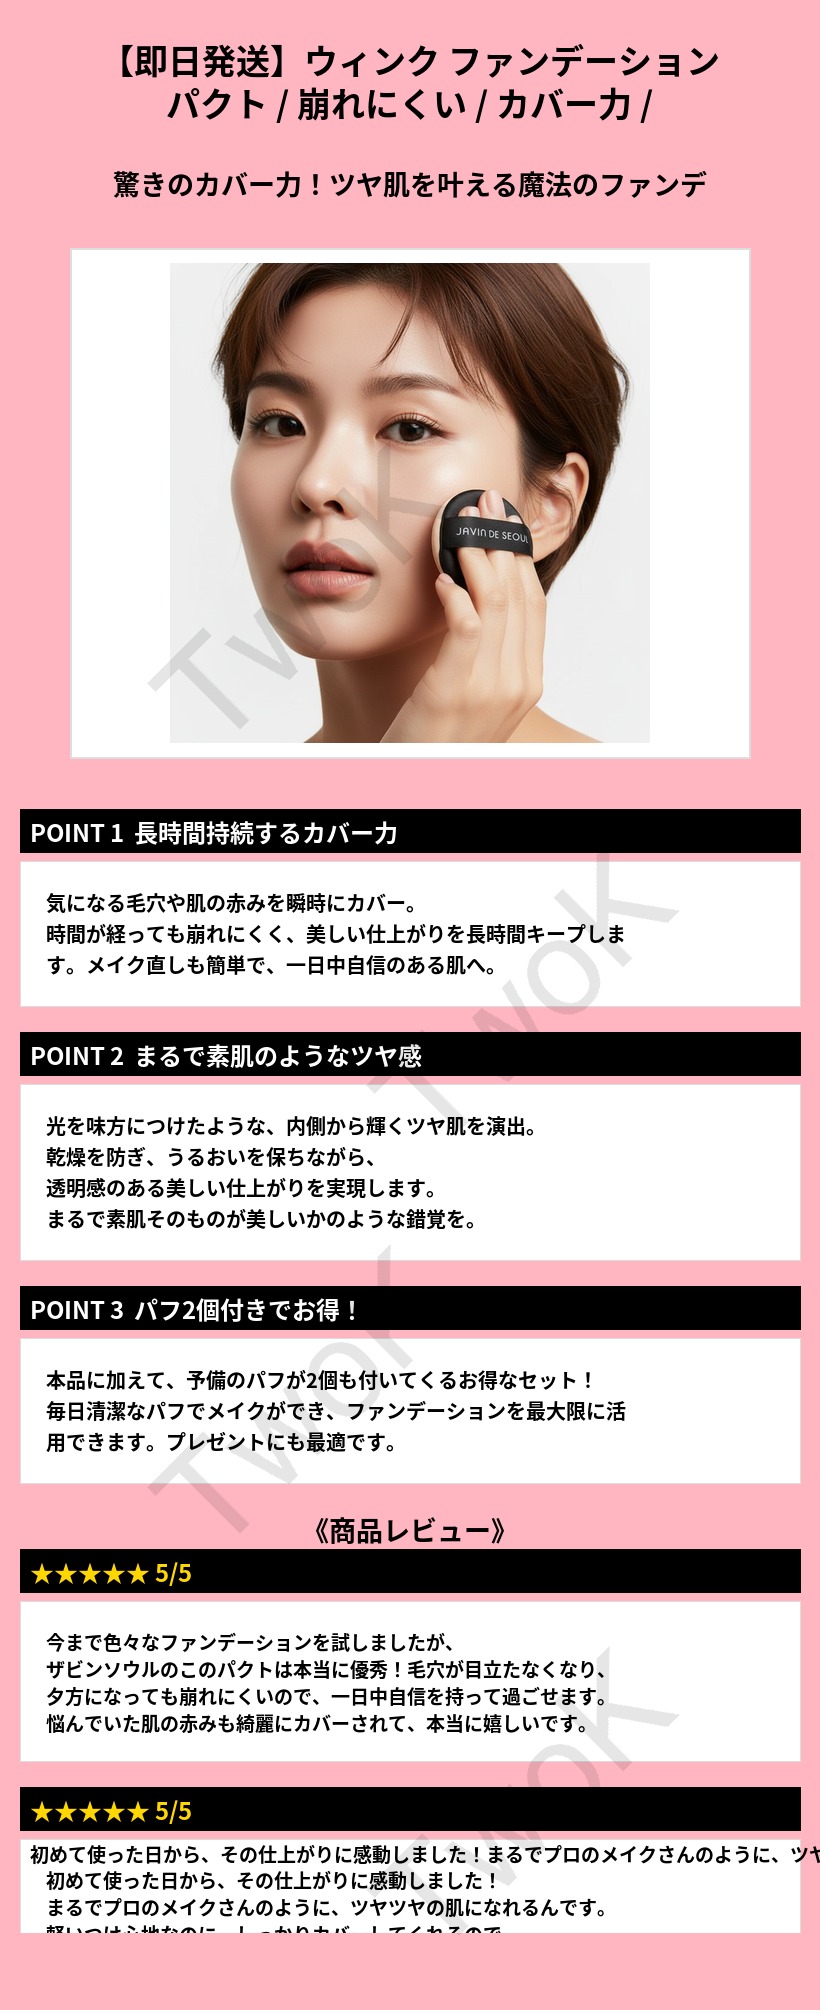 【即日発送】ウィンク ファンデーション
パクト / 崩れにくい / カバー力 /
驚きのカバー力！ツヤ肌を叶える魔法のファンデ
JAVIN DE SEOUL
TwoK
POINT 1 長時間持続するカバー力
気になる毛穴や肌の赤みを瞬時にカバー。
時間が経っても崩れにくく、美しい仕上がりを長時間キープしま
す。メイク直しも簡単で、一日中自信のある肌へ。
TwoK
POINT 2 まるで素肌のようなツヤ感
光を味方につけたような、内側から輝くツヤ肌を演出。
乾燥を防ぎ、うるおいを保ちながら、
透明感のある美しい仕上がりを実現します。
まるで素肌そのものが美しいかのような錯覚を。
POINT 3 パフ2個付きでお得！
本品に加えて、予備のパフが2個も付いてくるお得なセット！
毎日清潔なパフでメイクができ、ファンデーションを最大限に活
用できます。プレゼントにも最適です。
TwoK
《商品レビュー》
★★★★★ 5/5
今まで色々なファンデーションを試しましたが、
ザビンソウルのこのパクトは本当に優秀！毛穴が目立たなくなり、
夕方になっても崩れにくいので、一日中自信を持って過ごせます。
悩んでいた肌の赤みも綺麗にカバーされて、本当に嬉しいです。
TwoK
★★★★★ 5/5
初めて使った日から、その仕上がりに感動しました！まるでプロのメイクさんのように、ツヤ
初めて使った日から、その仕上がりに感動しました！
まるでプロのメイクさんのように、ツヤツヤの肌になれるんです。
軽いつけ心地なのに、しっかりカバーしてくれるので、